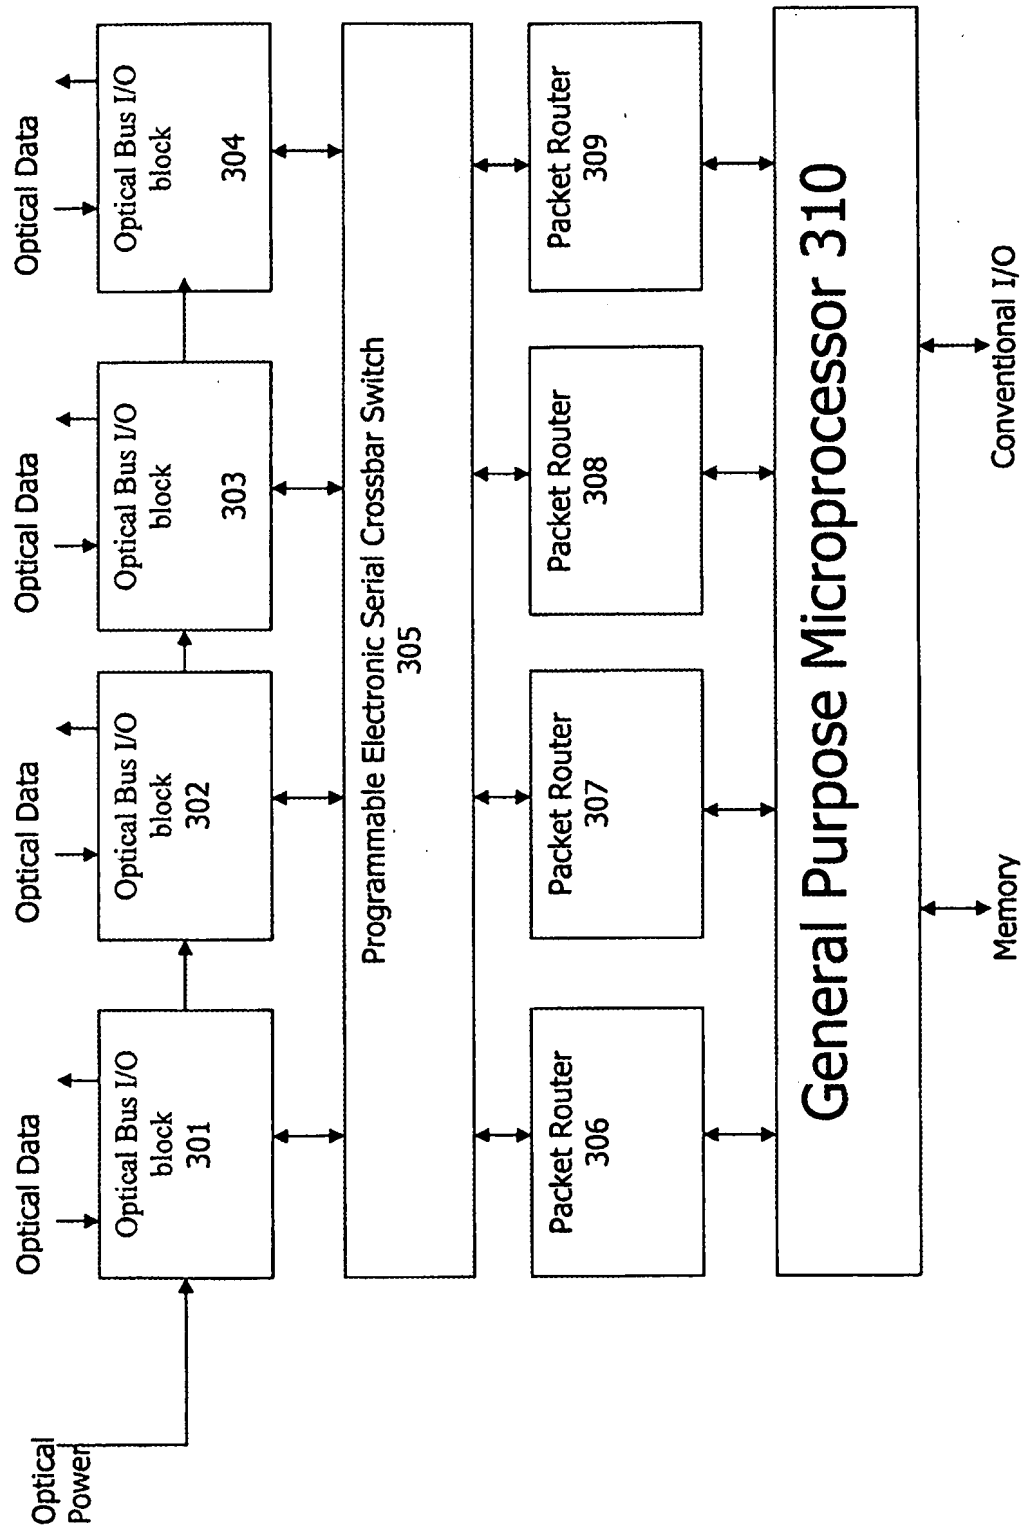 Optical
Power
Optical Data
Optical Data
Optical Data
Optical Data
Optical Bus I/O
block
301
Optical Bus I/O
block
302
Optical Bus I/O
block
303
Optical Bus I/O
block
304
Programmable Electronic Serial Crossbar Switch
305
Packet Router
306
Packet Router
307
Packet Router
308
Packet Router
309
General Purpose Microprocessor 310
Memory
Conventional I/O